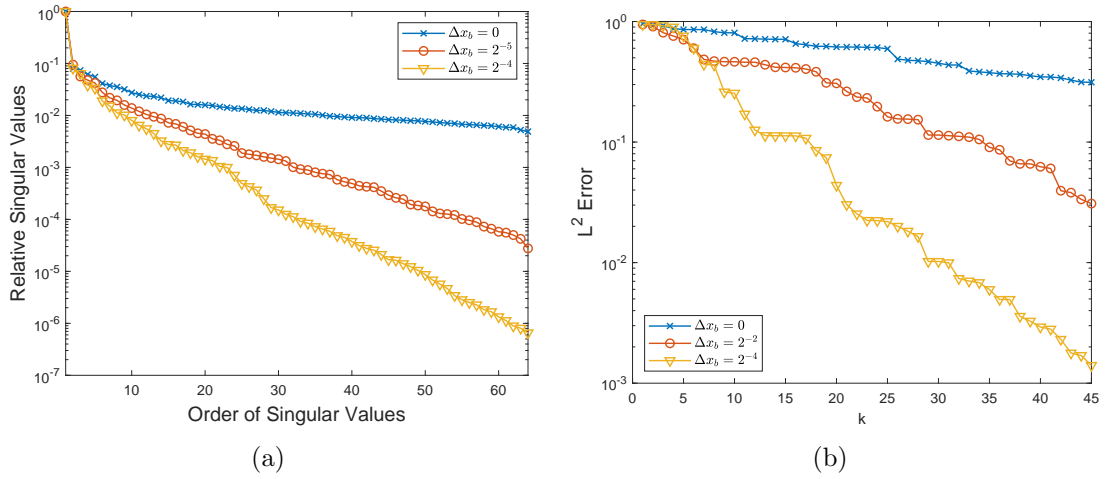 10^0
10^-1
10^-2
10^-3
10^-4
10^-5
10^-6
10^-7
Relative Singular Values
10 20 30 40 50 60
Order of Singular Values
Δx_b = 0
Δx_b = 2^-5
Δx_b = 2^-4
(a)
10^0
10^-1
10^-2
10^-3
L^2 Error
0 5 10 15 20 25 30 35 40 45
k
Δx_b = 0
Δx_b = 2^-2
Δx_b = 2^-4
(b)